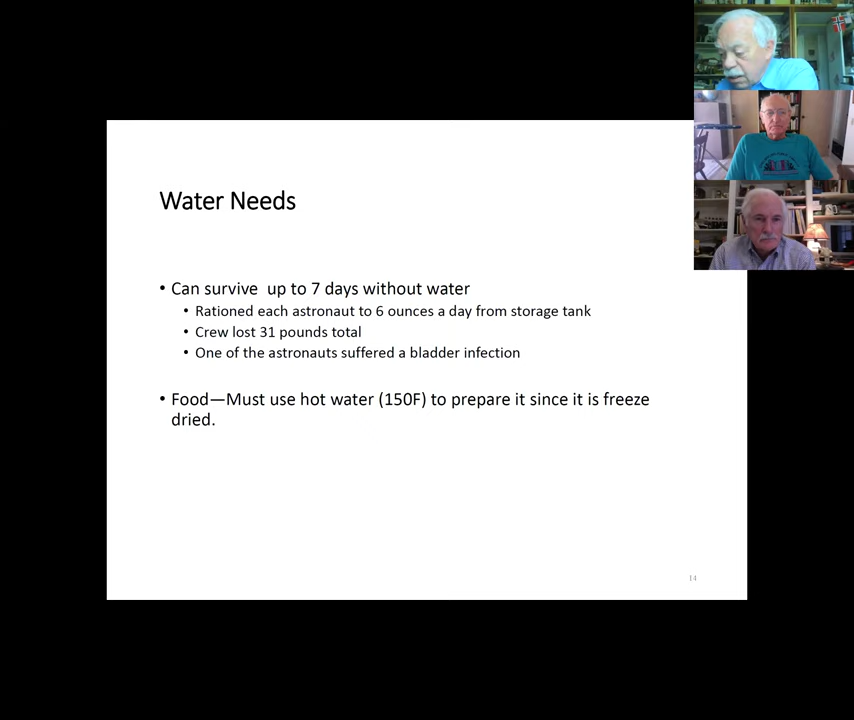 Water Needs
• Can survive up to 7 days without water
• Rationed each astronaut to 6 ounces a day from storage tank
• Crew lost 31 pounds total
• One of the astronauts suffered a bladder infection
• Food—Must use hot water (150F) to prepare it since it is freeze
dried.
14